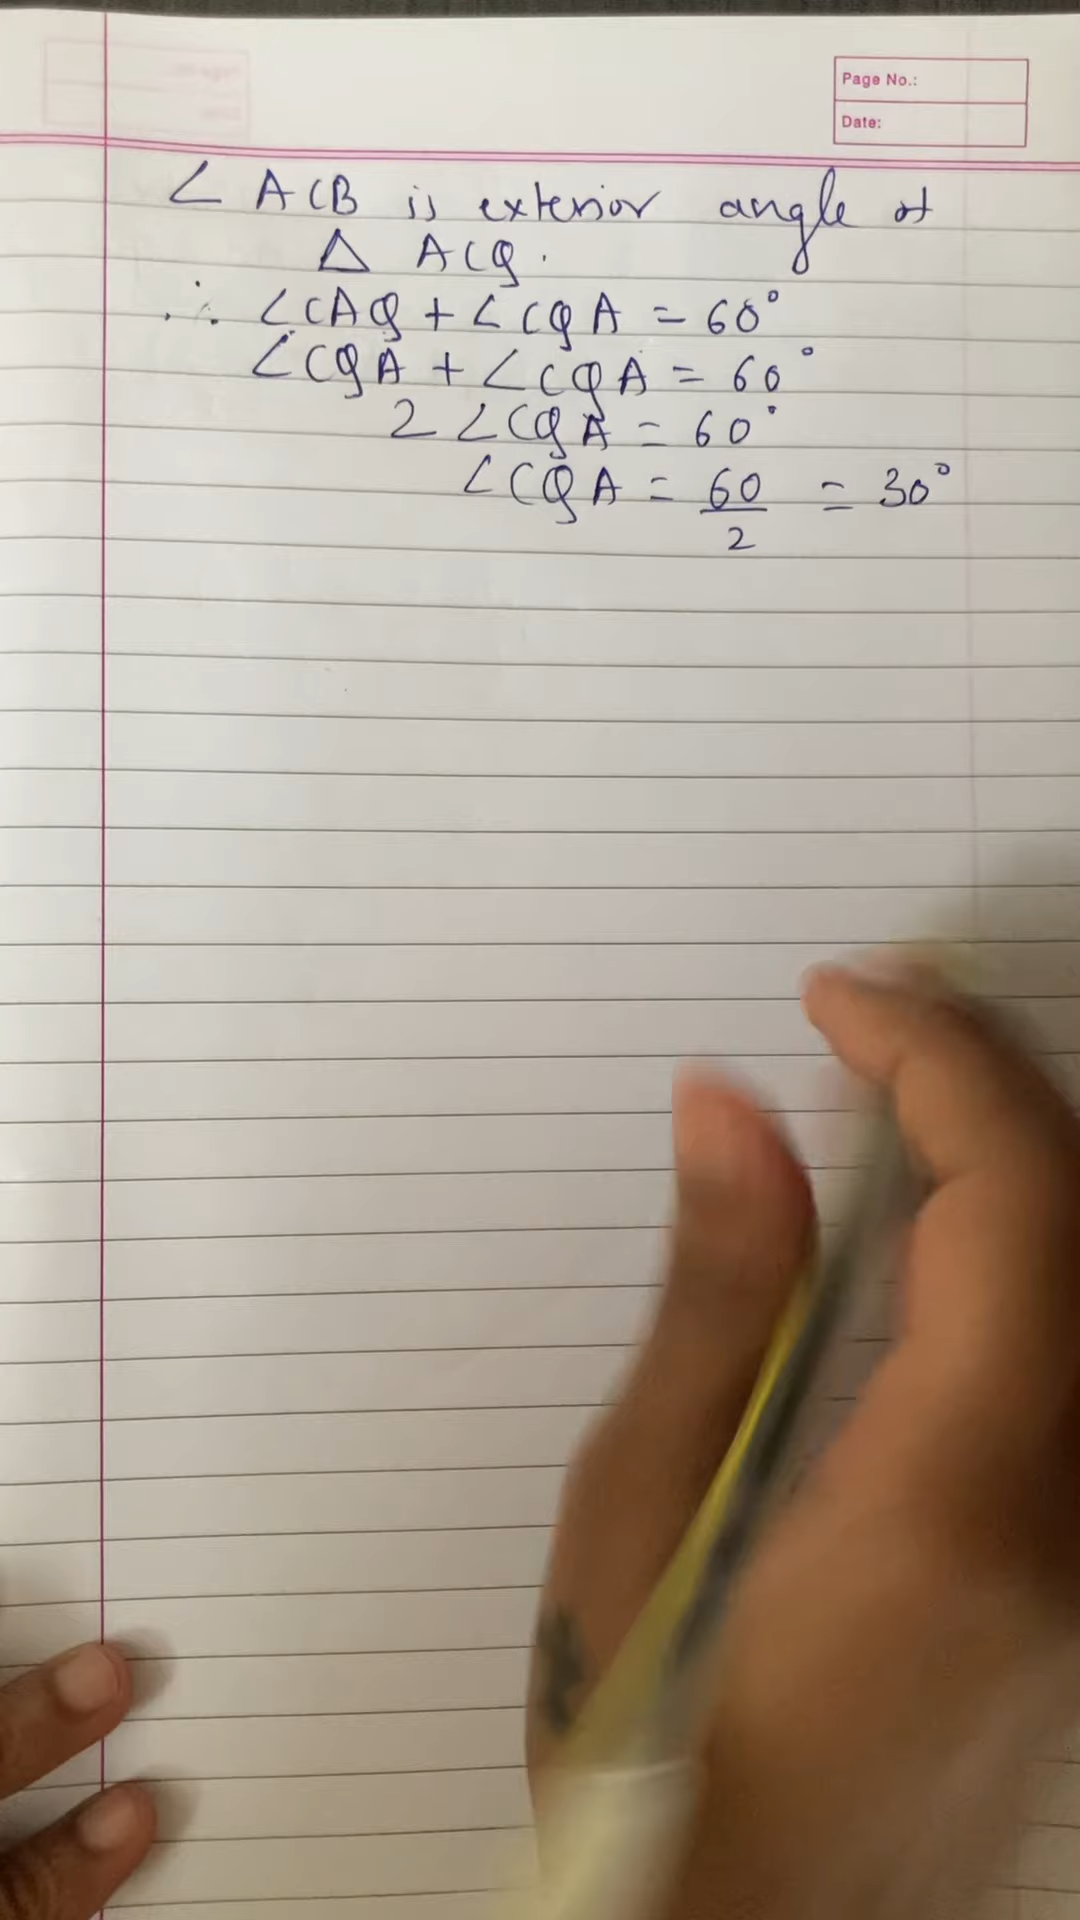 Page No.:
Date:
∠ ACB is exterior angle of
△ ACQ.
∴ ∠CAQ + ∠CQA = 60°
∠CQA + ∠CQA = 60°
2 ∠CQA = 60°
∠CQA = 60/2 = 30°